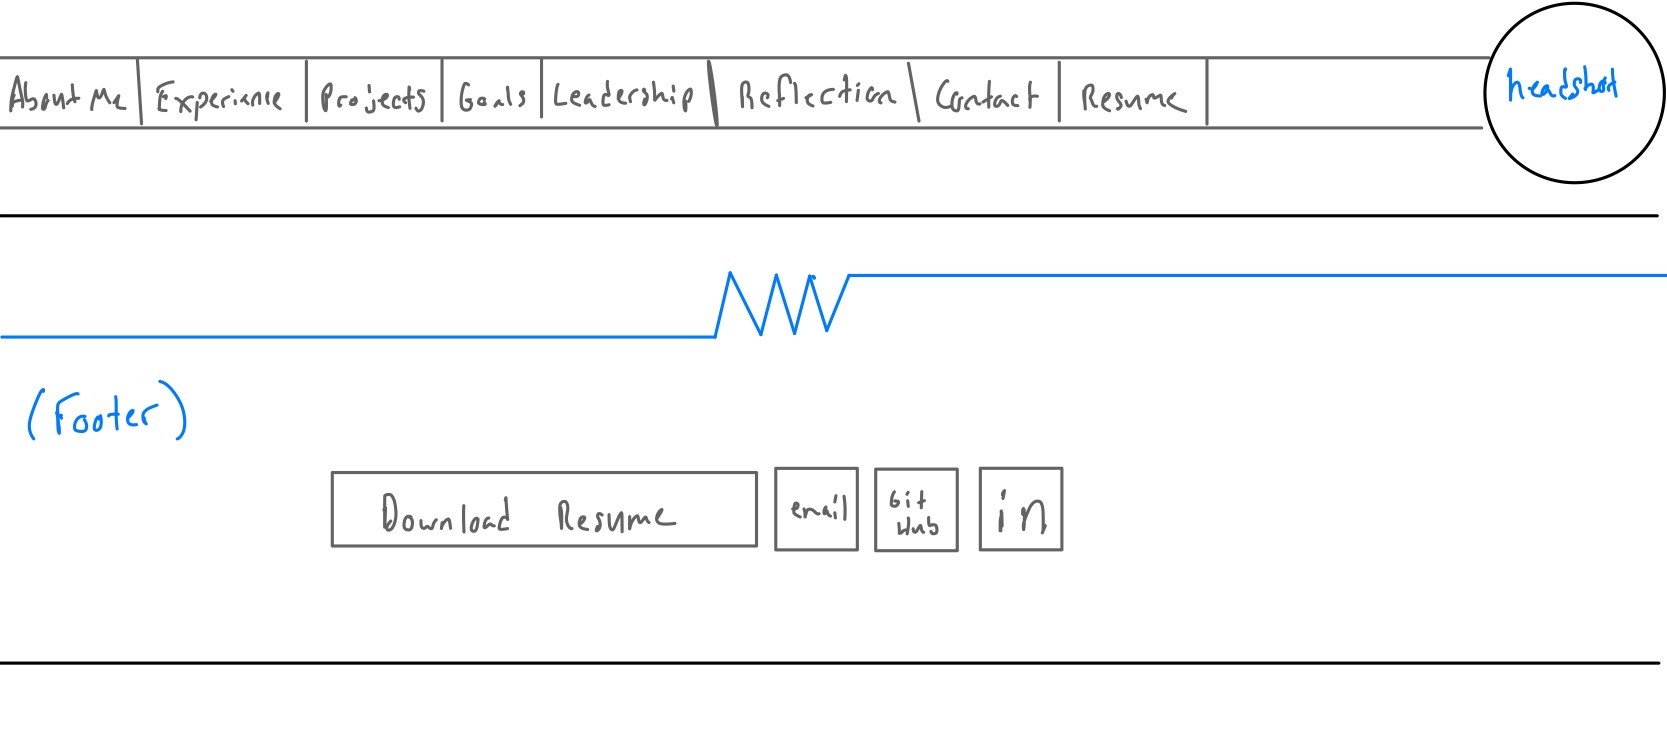 About Me Experience Projects Goals Leadership Reflection Contact Resume
headshot
(Footer)
Download Resume
email
Git
Hub
in